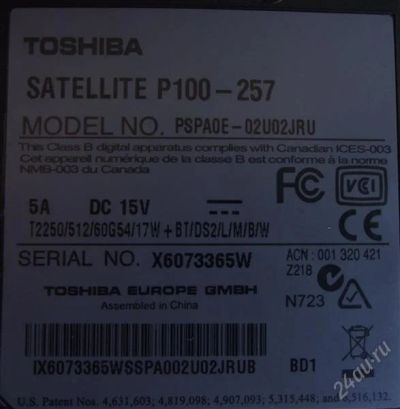 TOSHIBA
SATELLITE P100-257
MODEL NO. PSPA0E-02U02JRU
This Class B digital apparatus complies with Canadian ICES-003
Cet appareil numérique de la classe B est conforme à la norme
NMB-003 du Canada
FC VCI
5A DC 15V
T2250/512/60G54/17W+BT/DS2/L/M/B/W
CE
SERIAL NO. X6073365W
ACN : 001 320 421
Z218
N723
TOSHIBA EUROPE GMBH
Assembled in China
IX6073365WSSPA002U02JRUB
BD1
U.S. Patent Nos. 4,631,603; 4,819,098; 4,907,093; 5,315,448; and 4,516,132.
24au.ru